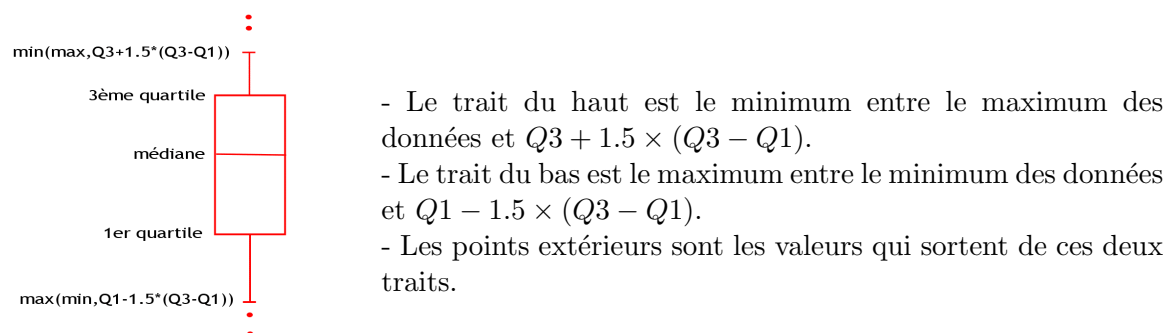 min(max,Q3+1.5*(Q3-Q1))
3ème quartile
médiane
1er quartile
max(min,Q1-1.5*(Q3-Q1))
- Le trait du haut est le minimum entre le maximum des
données et Q3 + 1.5 × (Q3 − Q1).
- Le trait du bas est le maximum entre le minimum des données
et Q1 − 1.5 × (Q3 − Q1).
- Les points extérieurs sont les valeurs qui sortent de ces deux
traits.